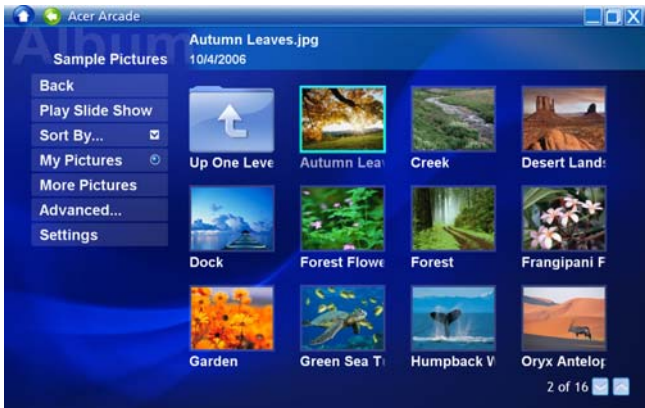 Acer Arcade
Album
Autumn Leaves.jpg
Sample Pictures
10/4/2006
Back
Play Slide Show
Sort By...
My Pictures
More Pictures
Advanced...
Settings
Up One Leve
Autumn Lea
Creek
Desert Lands
Dock
Forest Flowe
Forest
Frangipani F
Garden
Green Sea T
Humpback W
Oryx Antelop
2 of 16